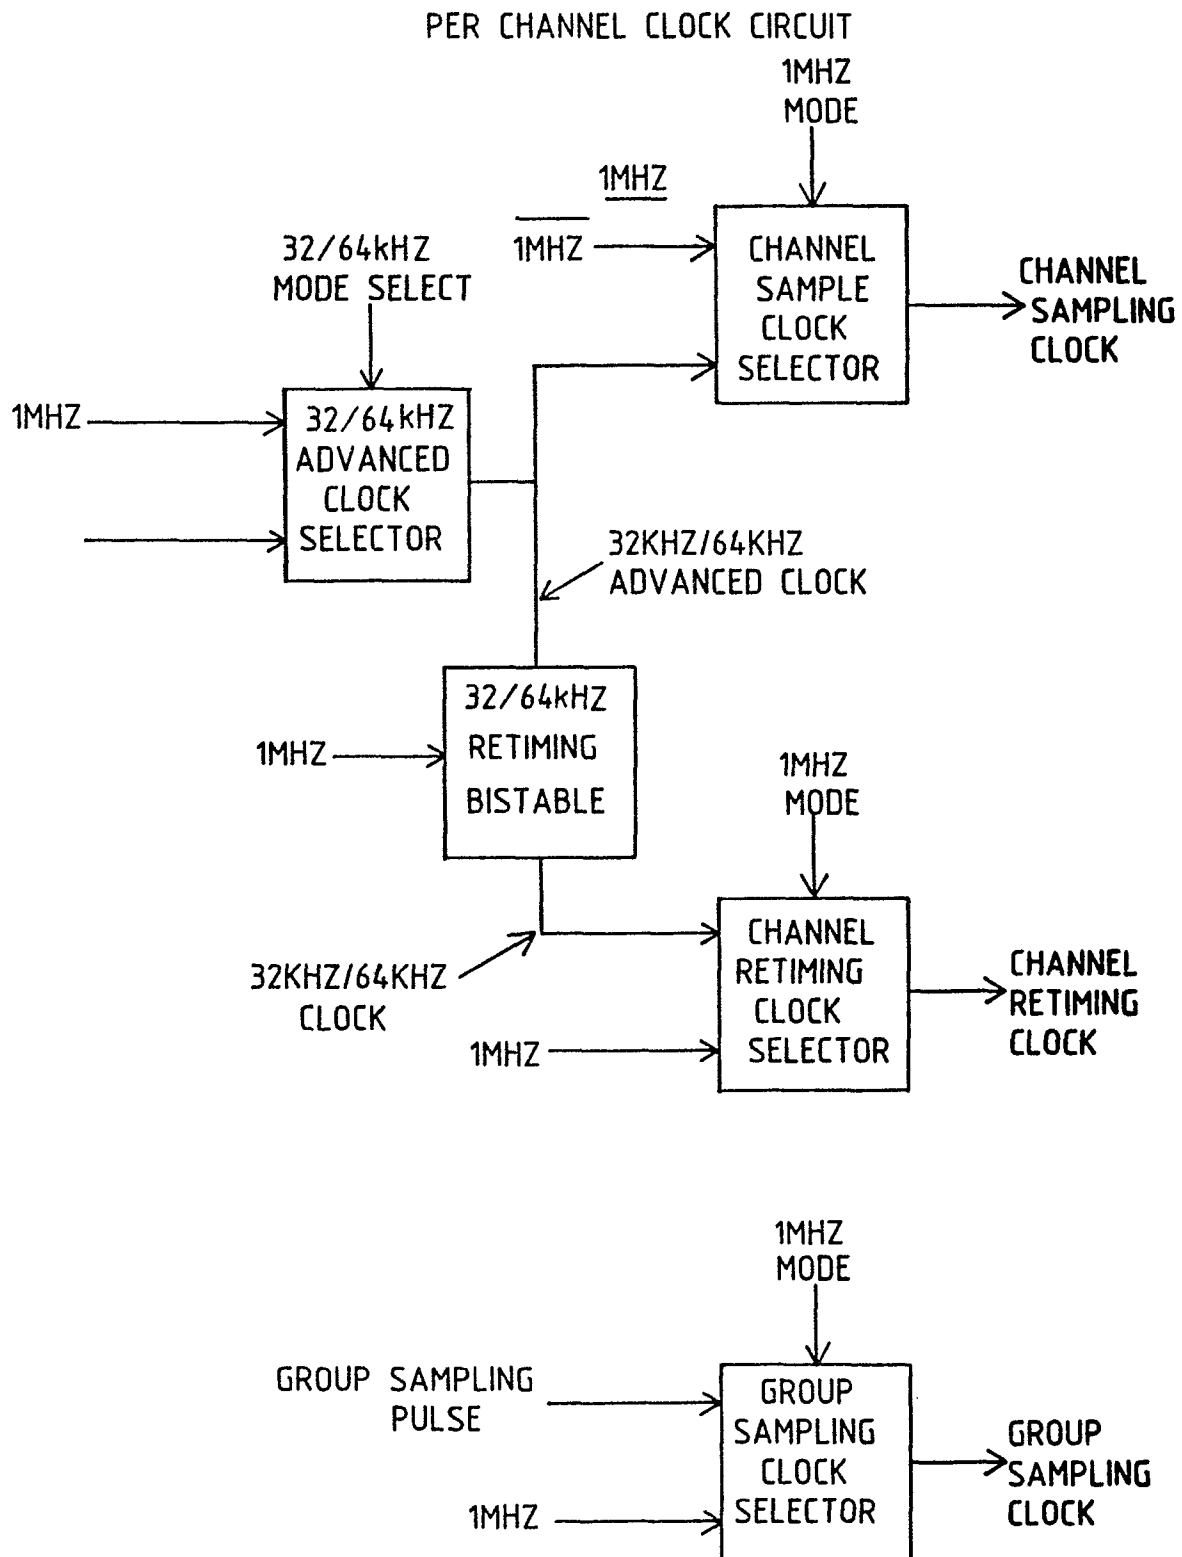 PER CHANNEL CLOCK CIRCUIT
1MHZ
MODE
1MHZ
1MHZ
CHANNEL
SAMPLE
CLOCK
SELECTOR
CHANNEL
SAMPLING
CLOCK
32/64kHZ
MODE SELECT
1MHZ
32/64kHZ
ADVANCED
CLOCK
SELECTOR
32KHZ/64KHZ
ADVANCED CLOCK
32/64kHZ
RETIMING
BISTABLE
1MHZ
1MHZ
MODE
32KHZ/64KHZ
CLOCK
1MHZ
CHANNEL
RETIMING
CLOCK
SELECTOR
CHANNEL
RETIMING
CLOCK
1MHZ
MODE
GROUP SAMPLING
PULSE
1MHZ
GROUP
SAMPLING
CLOCK
SELECTOR
GROUP
SAMPLING
CLOCK